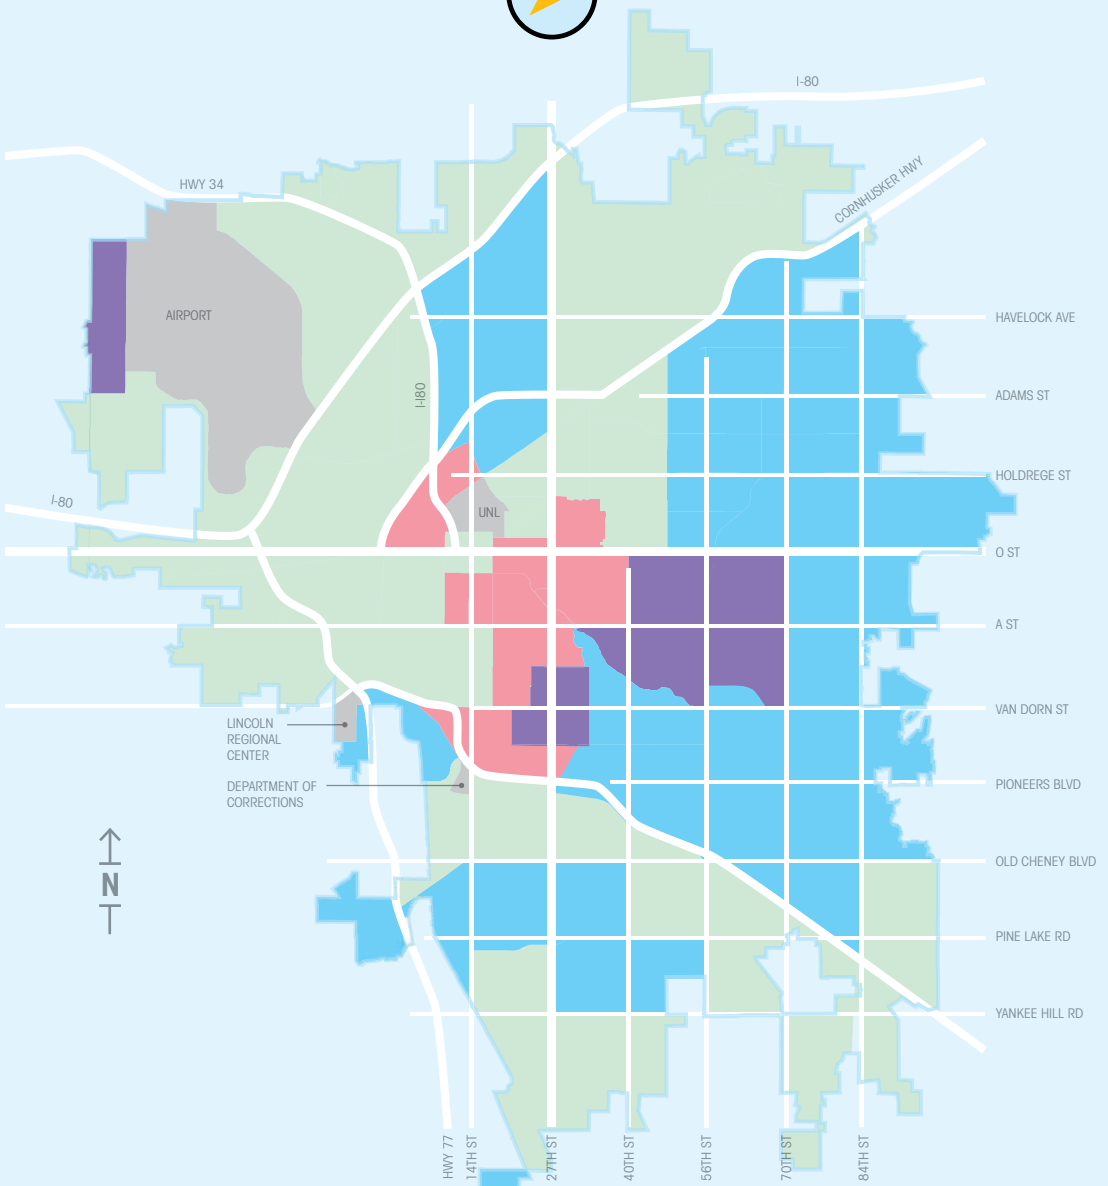 I-80
CORNHUSKER HWY
HWY 34
AIRPORT
HAVELOCK AVE
I-I80
ADAMS ST
HOLDREGE ST
I-80
UNL
O ST
A ST
VAN DORN ST
LINCOLN
REGIONAL
CENTER
DEPARTMENT OF
CORRECTIONS
PIONEERS BLVD
OLD CHENEY BLVD
N
PINE LAKE RD
YANKEE HILL RD
HWY 77
14TH ST
27TH ST
40TH ST
56TH ST
70TH ST
84TH ST